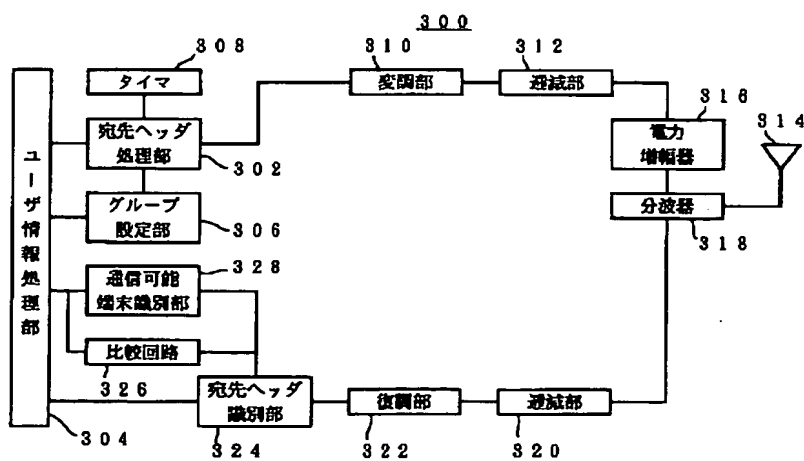 300
308
310
312
タイマ
変調部
逓減部
316
314
宛先ヘッダ
処理部
302
電力
増幅器
ユーザ情報処理部
グループ
設定部
306
分波器
318
328
通信可能
端末識別部
比較回路
326
宛先ヘッダ
識別部
復調部
逓減部
304
324
322
320